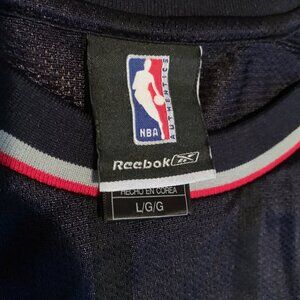 NBA
AUTHENTICS
Reebok
HECHO EN COREA
L/G/G